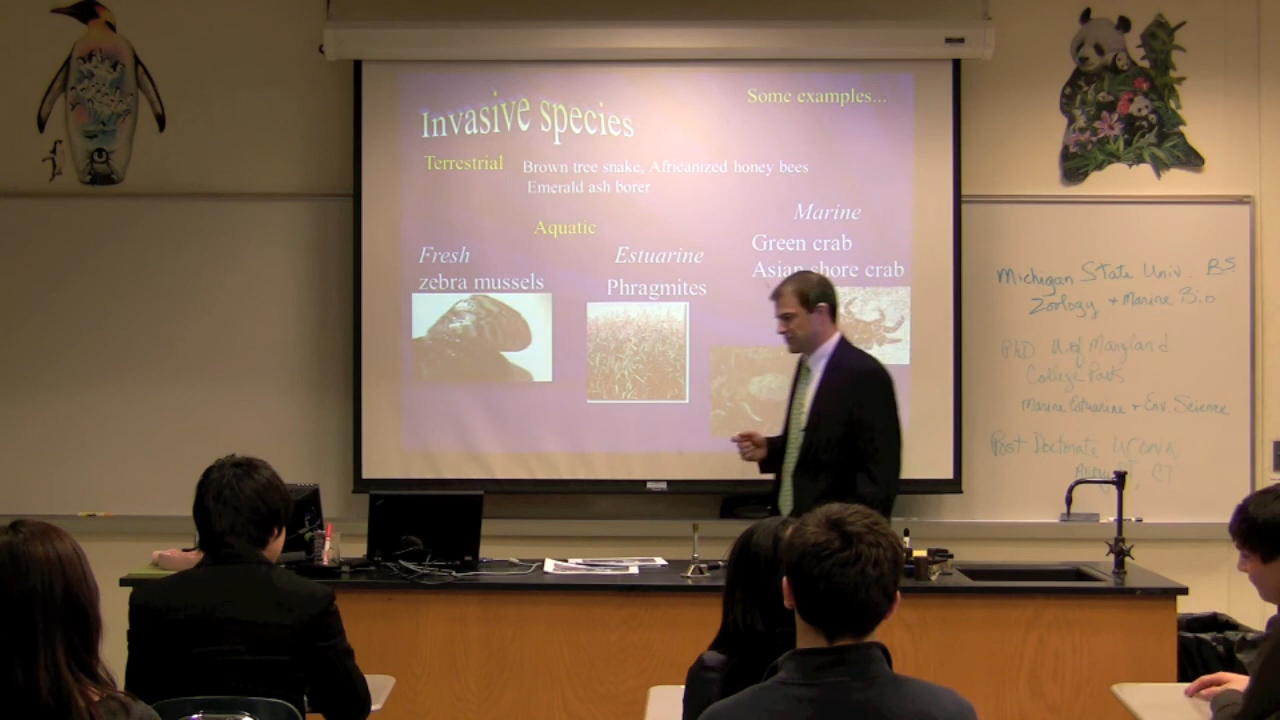 Invasive species
Some examples...
Terrestrial
Brown tree snake, Africanized honey bees
Emerald ash borer
Aquatic
Marine
Green crab
Asian shore crab
Fresh
zebra mussels
Estuarine
Phragmites
Michigan State Univ. BS
Zoology + Marine Bio
PhD U. of Maryland
College Park
Marine Estuarine + Env. Science
Post Doctorate
CT